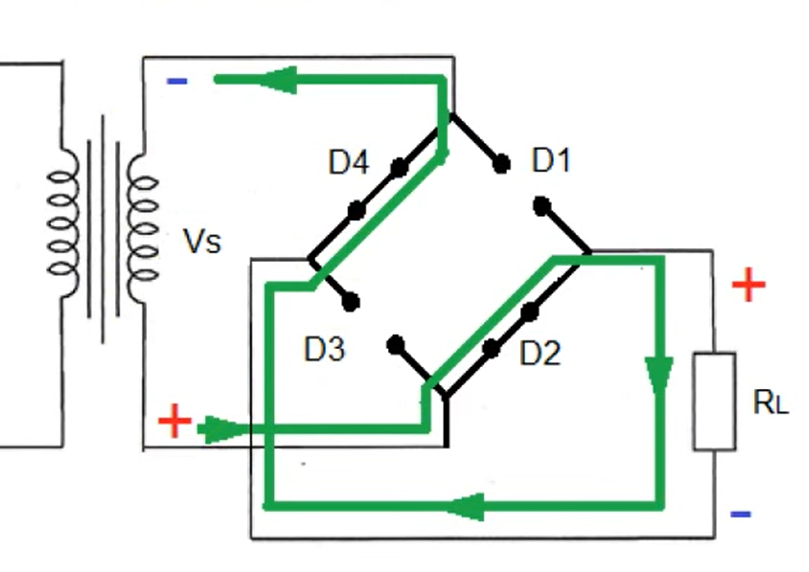 -
D4
D1
Vs
+
D3
D2
RL
+
-